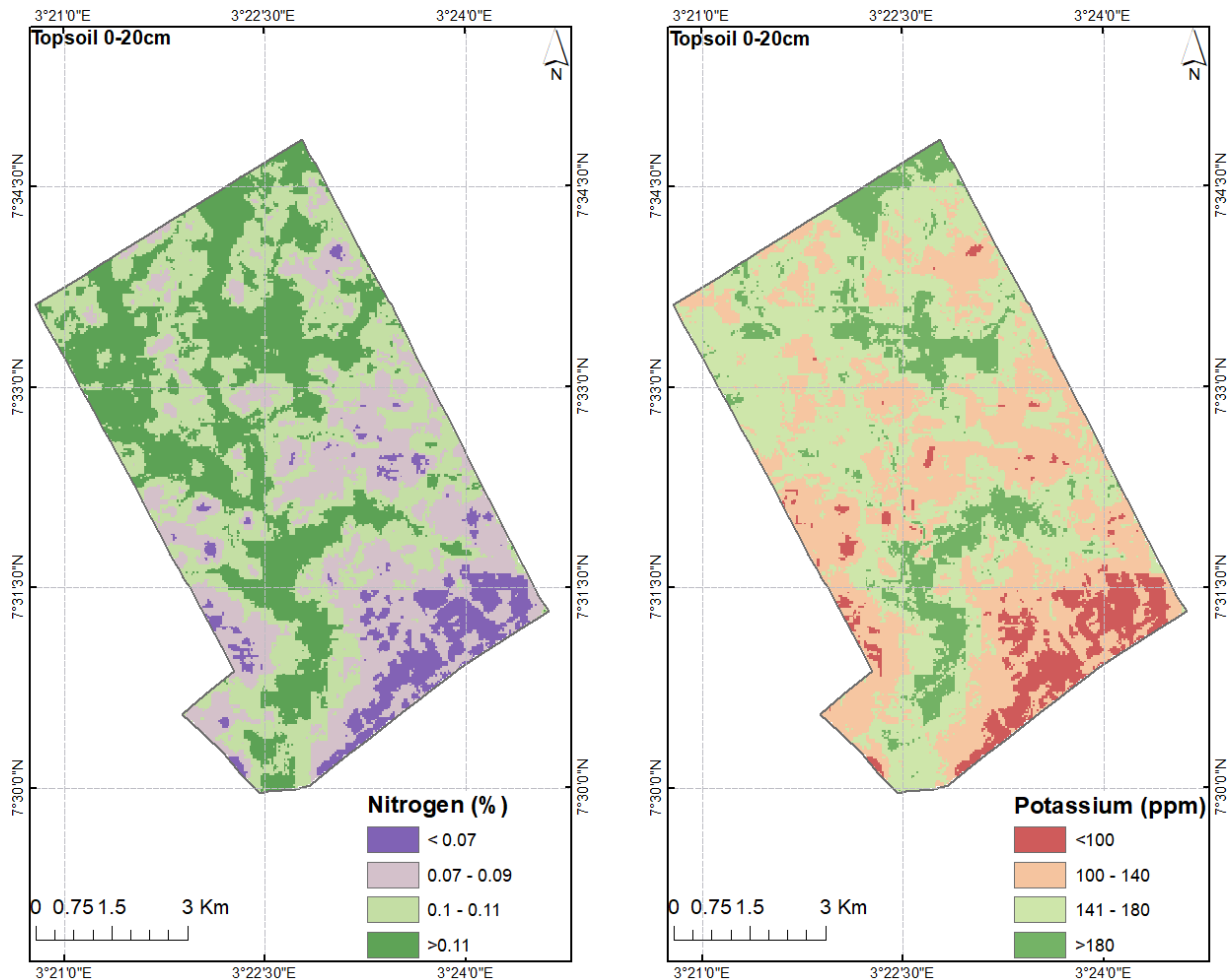 3°21'0"E 3°22'30"E 3°24'0"E
Topsoil 0-20cm
N
7°34'30"N 7°34'30"N
7°33'0"N 7°33'0"N
7°31'30"N 7°31'30"N
7°30'0"N 7°30'0"N
Nitrogen (%)
< 0.07
0.07 - 0.09
0.1 - 0.11
>0.11
0 0.75 1.5 3 Km
3°21'0"E 3°22'30"E 3°24'0"E
3°21'0"E 3°22'30"E 3°24'0"E
Topsoil 0-20cm
N
7°34'30"N 7°34'30"N
7°33'0"N 7°33'0"N
7°31'30"N 7°31'30"N
7°30'0"N 7°30'0"N
Potassium (ppm)
<100
100 - 140
141 - 180
>180
0 0.75 1.5 3 Km
3°21'0"E 3°22'30"E 3°24'0"E